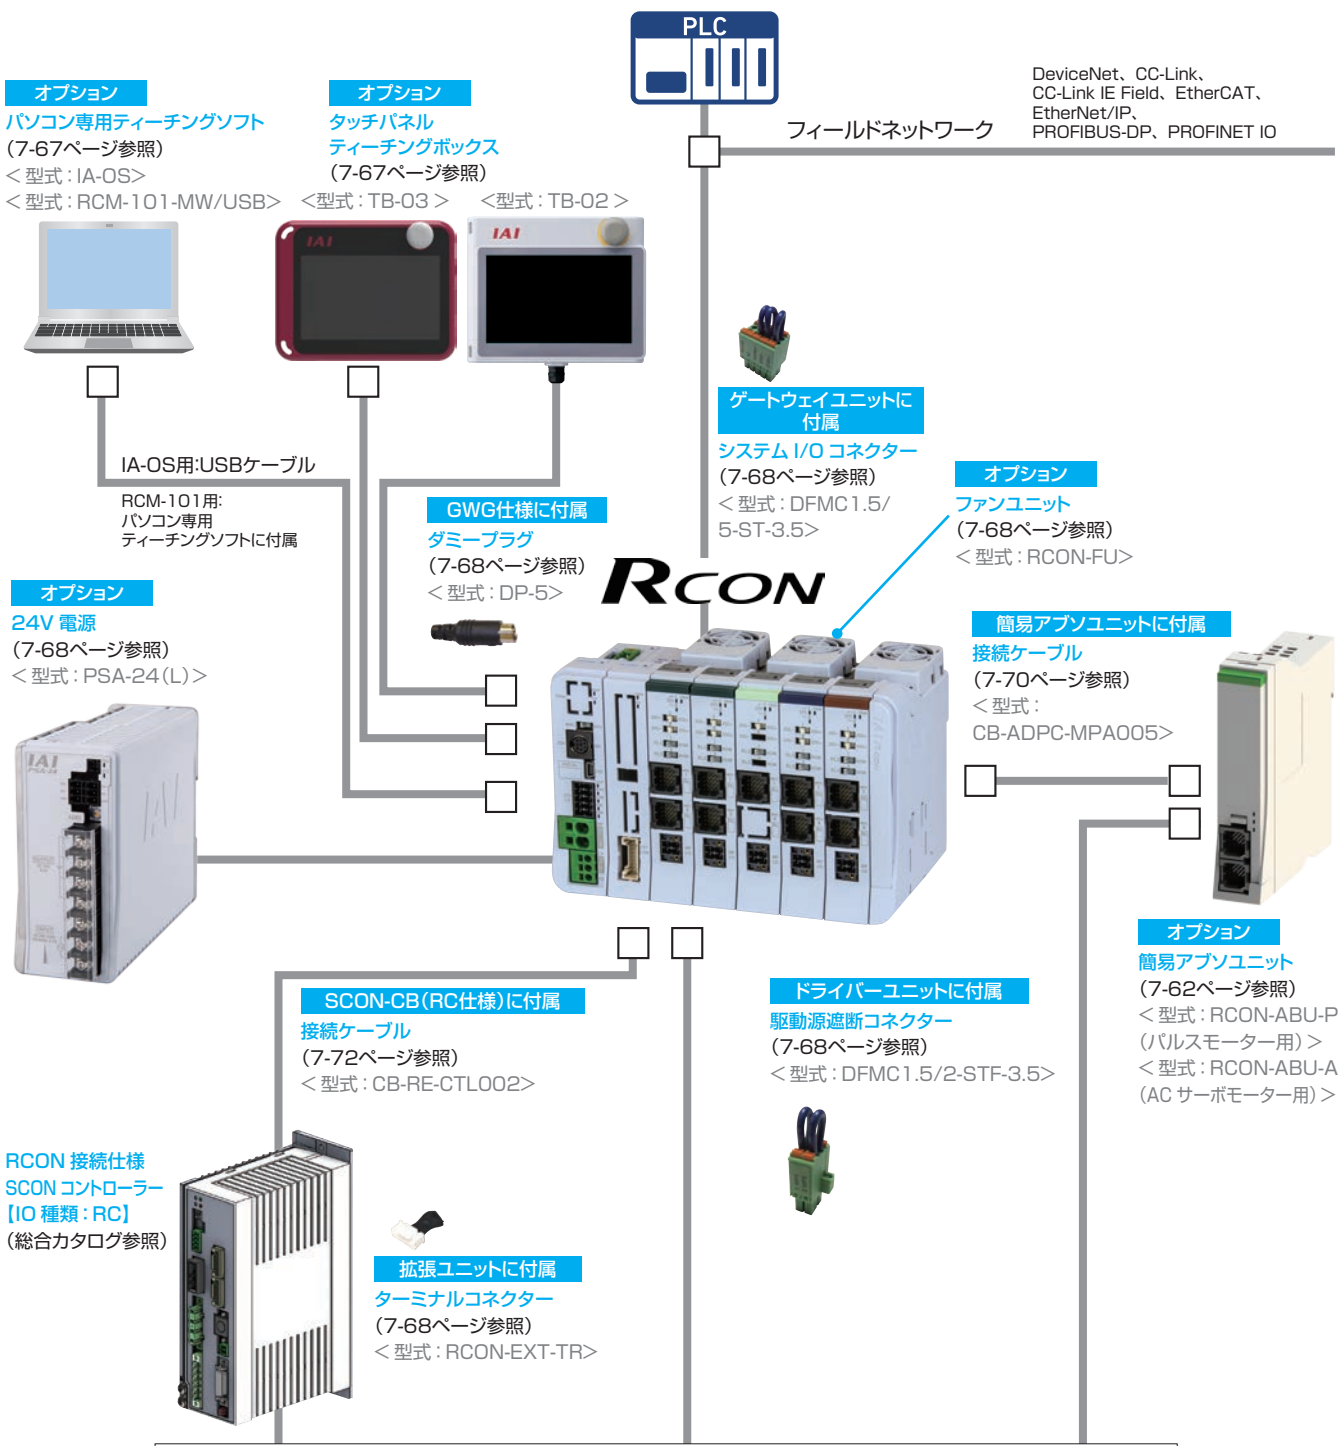 PLC
DeviceNet、CC-Link、
CC-Link IE Field、EtherCAT、
EtherNet/IP、
PROFIBUS-DP、PROFINET IO
フィールドネットワーク
オプション
パソコン専用ティーチングソフト
(7-67ページ参照)
<型式:IA-OS>
<型式:RCM-101-MW/USB>
オプション
タッチパネル
ティーチングボックス
(7-67ページ参照)
<型式:TB-03>
<型式:TB-02>
IAI
IAI
IA-OS用:USBケーブル
RCM-101用:
パソコン専用
ティーチングソフトに付属
ゲートウェイユニットに
付属
システム I/O コネクター
(7-68ページ参照)
<型式:DFMC1.5/
5-ST-3.5>
オプション
ファンユニット
(7-68ページ参照)
<型式:RCON-FU>
GWG仕様に付属
ダミープラグ
(7-68ページ参照)
<型式:DP-5>
RCON
オプション
24V 電源
(7-68ページ参照)
<型式:PSA-24(L)>
IAI
PSA-24
簡易アブソユニットに付属
接続ケーブル
(7-70ページ参照)
<型式:
CB-ADPC-MPA005>
オプション
簡易アブソユニット
(7-62ページ参照)
<型式:RCON-ABU-P
(パルスモーター用)>
<型式:RCON-ABU-A
(AC サーボモーター用)>
SCON-CB(RC仕様)に付属
接続ケーブル
(7-72ページ参照)
<型式:CB-RE-CTL002>
ドライバーユニットに付属
駆動源遮断コネクター
(7-68ページ参照)
<型式:DFMC1.5/2-STF-3.5>
RCON 接続仕様
SCON コントローラー
【IO 種類:RC】
(総合カタログ参照)
拡張ユニットに付属
ターミナルコネクター
(7-68ページ参照)
<型式:RCON-EXT-TR>